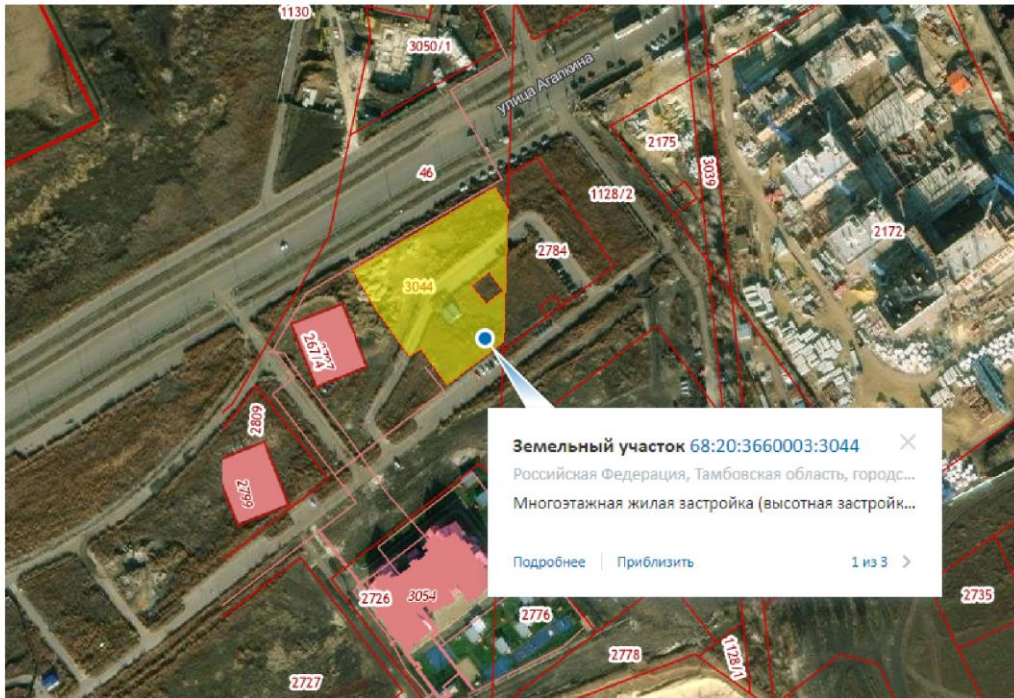 1130
3050/1
улица Агапкина
2175
3039
46
1128/2
2172
2784
3044
267/4
2809
2799
Земельный участок 68:20:3660003:3044
Российская Федерация, Тамбовская область, городс...
Многоэтажная жилая застройка (высотная застройк...
Подробнее
Приблизить
1 из 3
2726
3054
2776
2735
2778
1128/1
2727